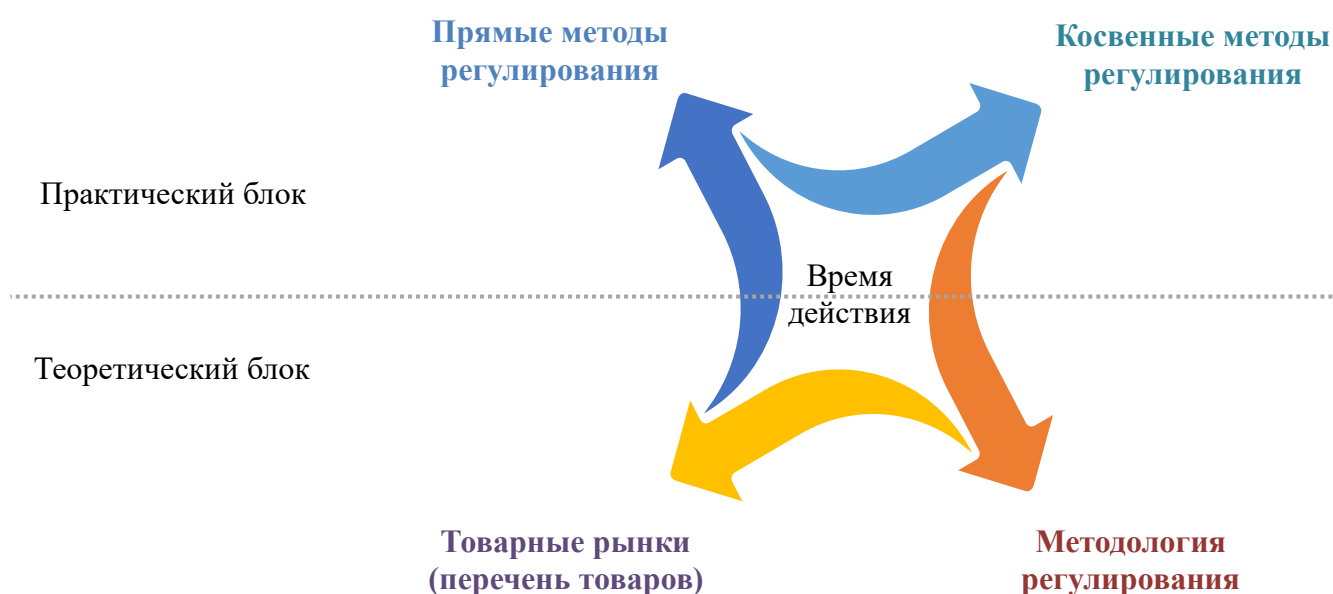 Прямые методы
регулирования
Косвенные методы
регулирования
Практический блок
Время
действия
Теоретический блок
Товарные рынки
(перечень товаров)
Методология
регулирования